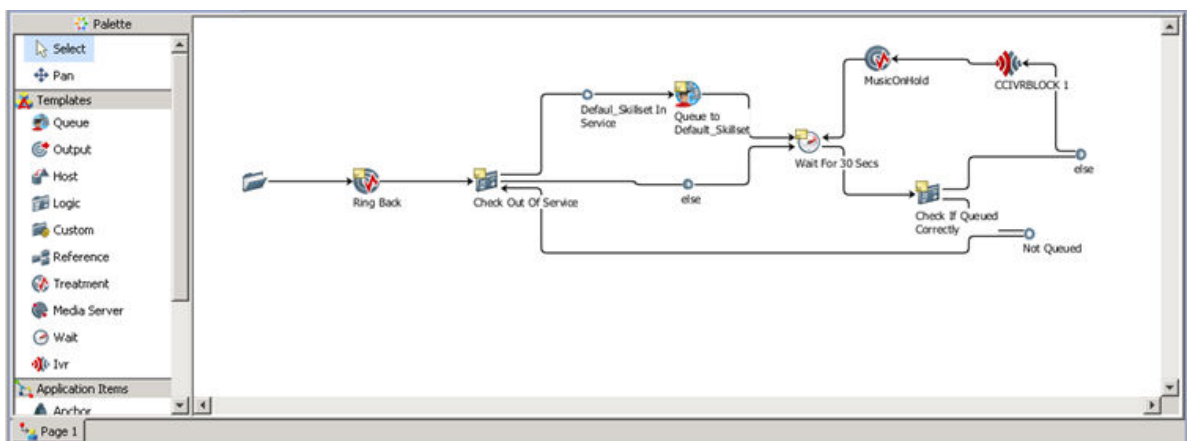 Palette
Select
Pan
Templates
Queue
Output
Host
Logic
Custom
Reference
Treatment
Media Server
Wait
Ivr
Application Items
Anchor
Page 1
Ring Back
Check Out Of Service
Defaul_Skillset In
Service
Queue to
Default_Skillset
else
Wait For 30 Secs
MusicOnHold
CCIVRBLOCK 1
else
Check If Queued
Correctly
Not Queued